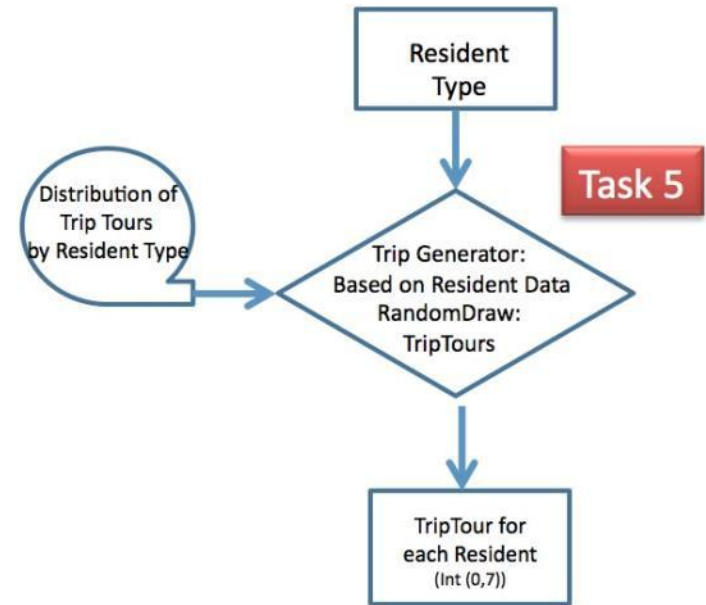 Resident
Type
Task 5
Distribution of
Trip Tours
by Resident Type
Trip Generator:
Based on Resident Data
RandomDraw:
TripTours
TripTour for
each Resident
(Int (0,7))